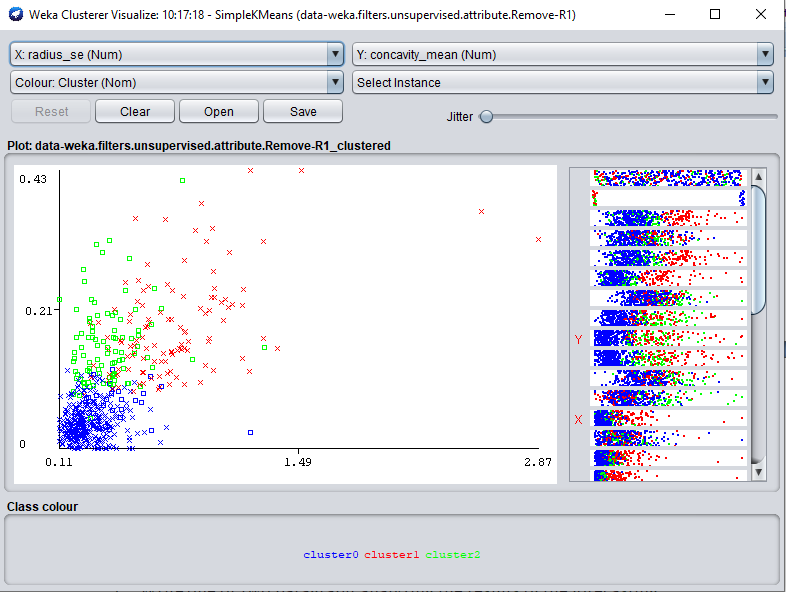 Weka Clusterer Visualize: 10:17:18 - SimpleKMeans (data-weka.filters.unsupervised.attribute.Remove-R1)
X: radius_se (Num) Y: concavity_mean (Num)
Colour: Cluster (Nom) Select Instance
Reset Clear Open Save Jitter
Plot: data-weka.filters.unsupervised.attribute.Remove-R1_clustered
0.43
0.21
Y
X
0
0.11 1.49 2.87
Class colour
cluster0 cluster1 cluster2